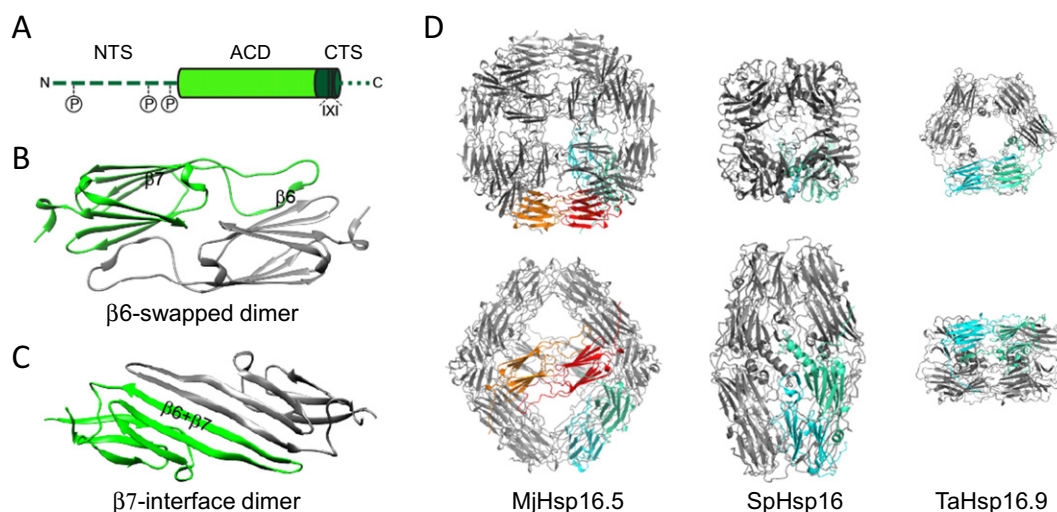 A
NTS ACD CTS
N C
P P P
IXI
B
β7
β6
β6-swapped dimer
C
β6+β7
β7-interface dimer
D
MjHsp16.5 SpHsp16 TaHsp16.9